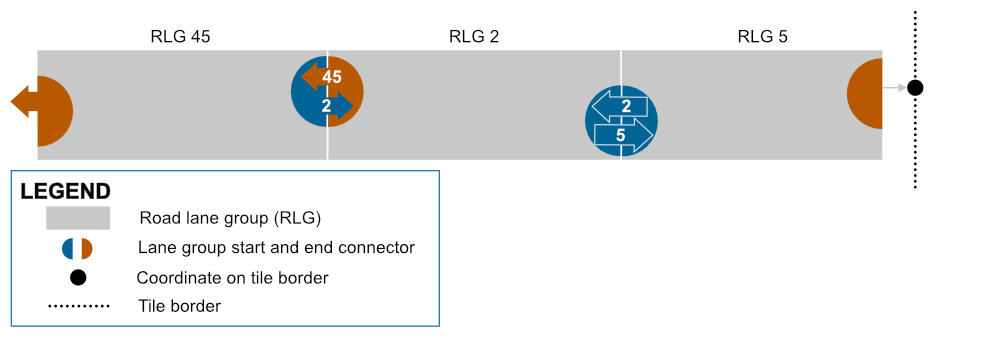 RLG 45
RLG 2
RLG 5
45
2
2
5
LEGEND
Road lane group (RLG)
Lane group start and end connector
Coordinate on tile border
Tile border